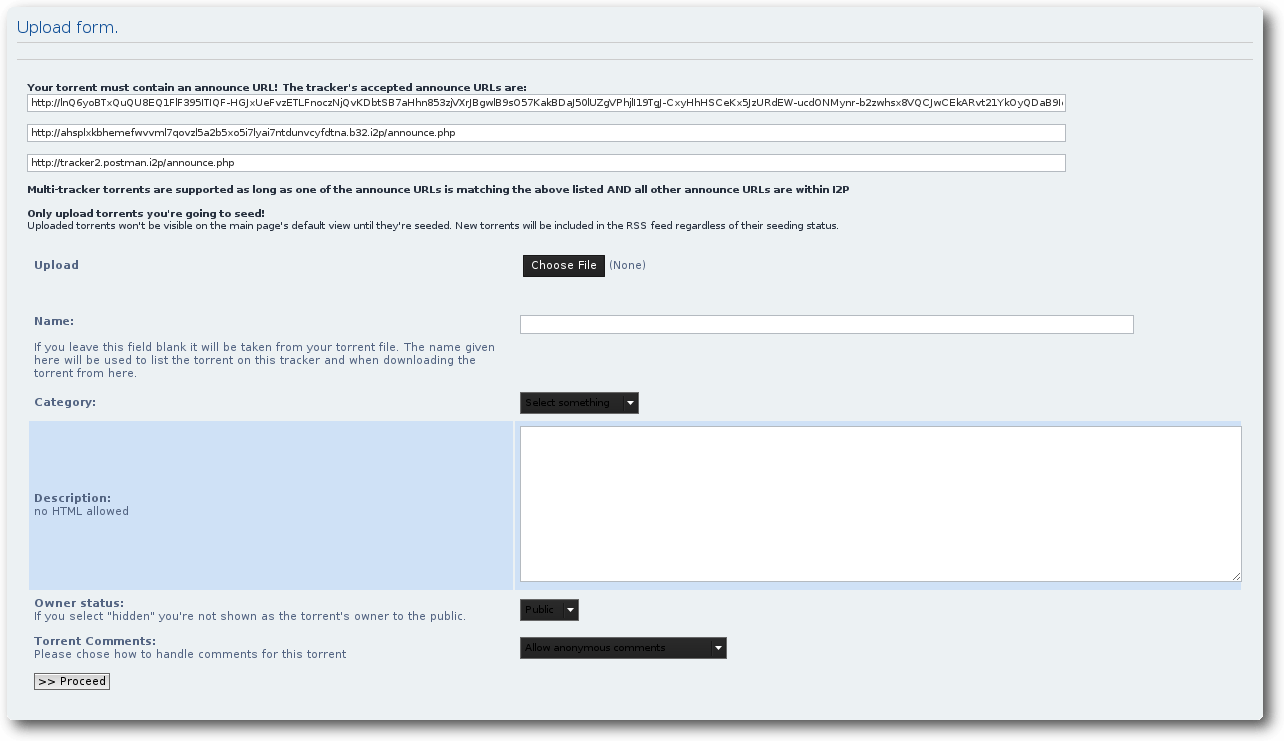 Upload form.
Your torrent must contain an announce URL! The tracker's accepted announce URLs are:
http://ahsplxkbhemefwvvml7qovzl5a2b5xo5i7lyai7ntdunvcyfdtna.b32.i2p/announce.php
http://tracker2.postman.i2p/announce.php
Multi-tracker torrents are supported as long as one of the announce URLs is matching the above listed AND all other announce URLs are within I2P
Only upload torrents you're going to seed!
Uploaded torrents won't be visible on the main page's default view until they're seeded. New torrents will be included in the RSS feed regardless of their seeding status.
Upload Choose File (None)
Name:
If you leave this field blank it will be taken from your torrent file. The name given
here will be used to list the torrent on this tracker and when downloading the
torrent from here.
Category: Select something
Description:
no HTML allowed
Owner status:
If you select "hidden" you're not shown as the torrent's owner to the public.
Public
Torrent Comments:
Please chose how to handle comments for this torrent
Allow anonymous comments
>> Proceed